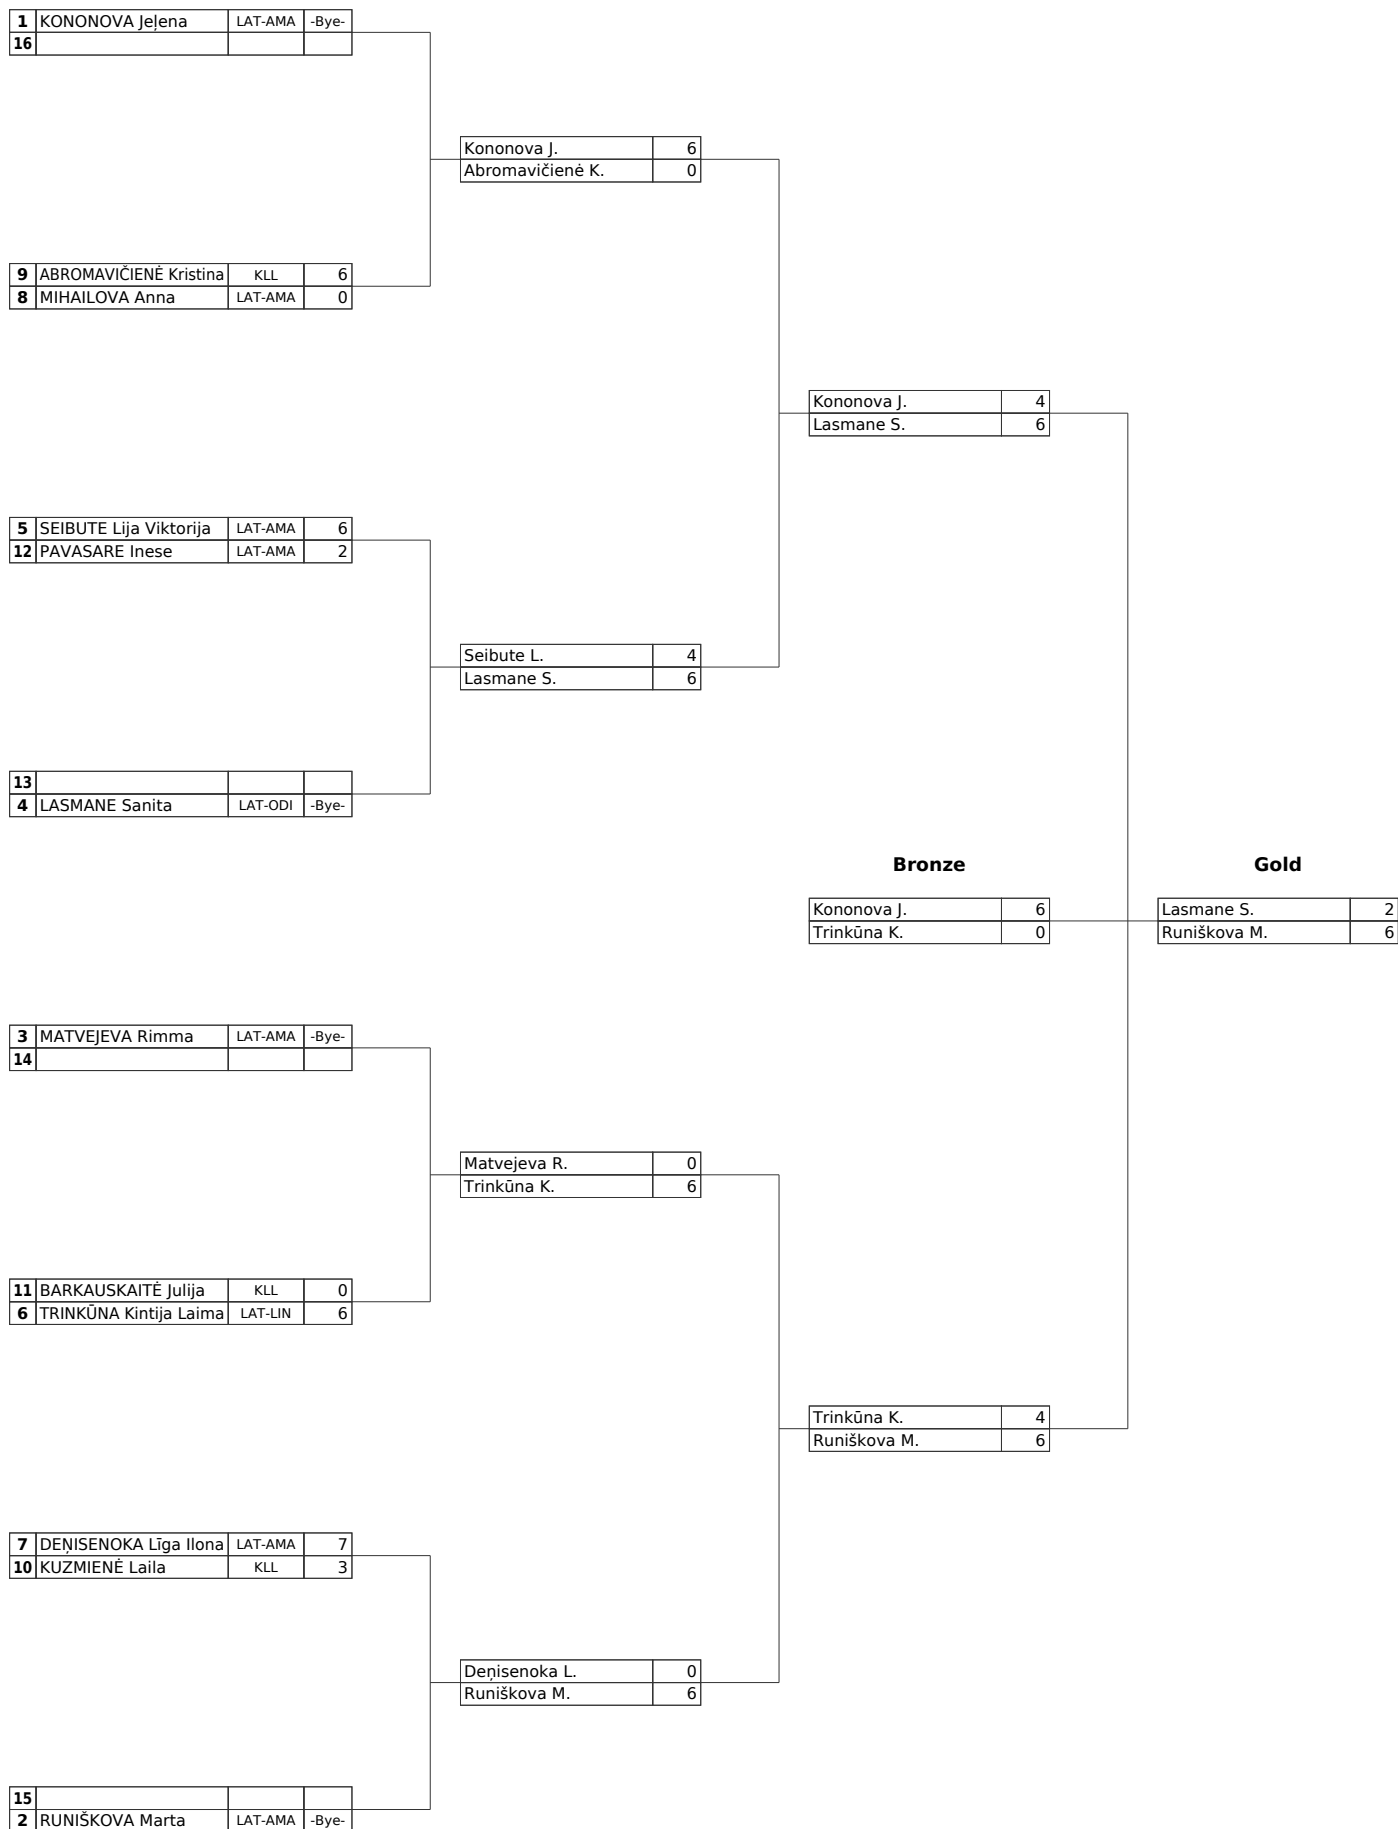 1 KONONOVA Jeļena LAT-AMA -Bye-
16
Kononova J. 6
Abromavičienė K. 0
9 ABROMAVIČIENĖ Kristina KLL 6
8 MIHAILOVA Anna LAT-AMA 0
Kononova J. 4
Lasmane S. 6
5 SEIBUTE Lija Viktorija LAT-AMA 6
12 PAVASARE Inese LAT-AMA 2
Seibute L. 4
Lasmane S. 6
13
4 LASMANE Sanita LAT-ODI -Bye-
Bronze Gold
Kononova J. 6 Lasmane S. 2
Trinkūna K. 0 Runiškova M. 6
3 MATVEJEVA Rimma LAT-AMA -Bye-
14
Matvejeva R. 0
Trinkūna K. 6
11 BARKAUSKAITĖ Julija KLL 0
6 TRINKŪNA Kintija Laima LAT-LIN 6
Trinkūna K. 4
Runiškova M. 6
7 DEŅISENOKA Līga Ilona LAT-AMA 7
10 KUZMIENĖ Laila KLL 3
Deņisenoka L. 0
Runiškova M. 6
15
2 RUNIŠKOVA Marta LAT-AMA -Bye-